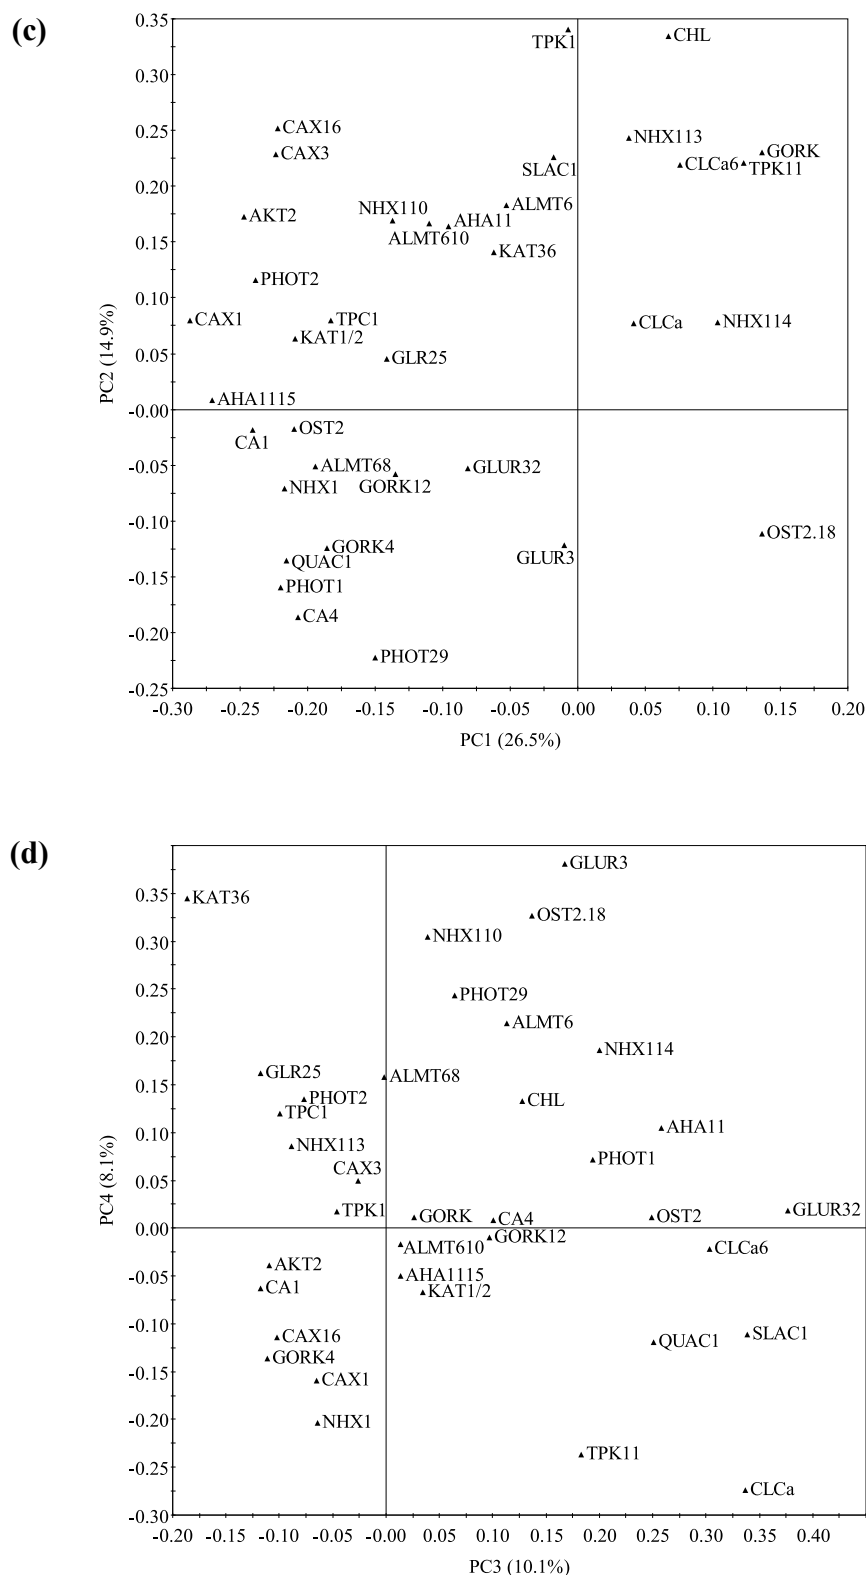 (c)
0.35
TPK1
CHL
0.30
0.25
CAX16
NHX113
CAX3
GORK
SLAC1
CLCa6
TPK11
0.20
ALMT6
AKT2
NHX110
AHA11
0.15
ALMT610
KAT36
PHOT2
0.10
CAX1
TPC1
CLCa
NHX114
KAT1/2
0.05
GLR25
AHA1115
-0.00
CA1
OST2
-0.05
ALMT68
GLUR32
NHX1
GORK12
-0.10
OST2.18
GORK4
GLUR3
QUAC1
-0.15
PHOT1
CA4
-0.20
PHOT29
-0.25
PC2 (14.9%)
-0.30 -0.25 -0.20 -0.15 -0.10 -0.05 0.00 0.05 0.10 0.15 0.20
PC1 (26.5%)
(d)
GLUR3
0.35
KAT36
OST2.18
0.30
NHX110
0.25
PHOT29
ALMT6
0.20
NHX114
GLR25
0.15
ALMT68
PHOT2
CHL
TPC1
0.10
AHA11
NHX113
PHOT1
0.05
CAX3
TPK1
GORK
CA4
OST2
GLUR32
0.00
GORK12
ALMT610
CLCa6
-0.05
AKT2
AHA1115
CA1
KAT1/2
-0.10
CAX16
SLAC1
GORK4
QUAC1
-0.15
CAX1
-0.20
NHX1
-0.25
TPK11
CLCa
-0.30
PC4 (8.1%)
-0.20 -0.15 -0.10 -0.05 -0.00 0.05 0.10 0.15 0.20 0.25 0.30 0.35 0.40
PC3 (10.1%)